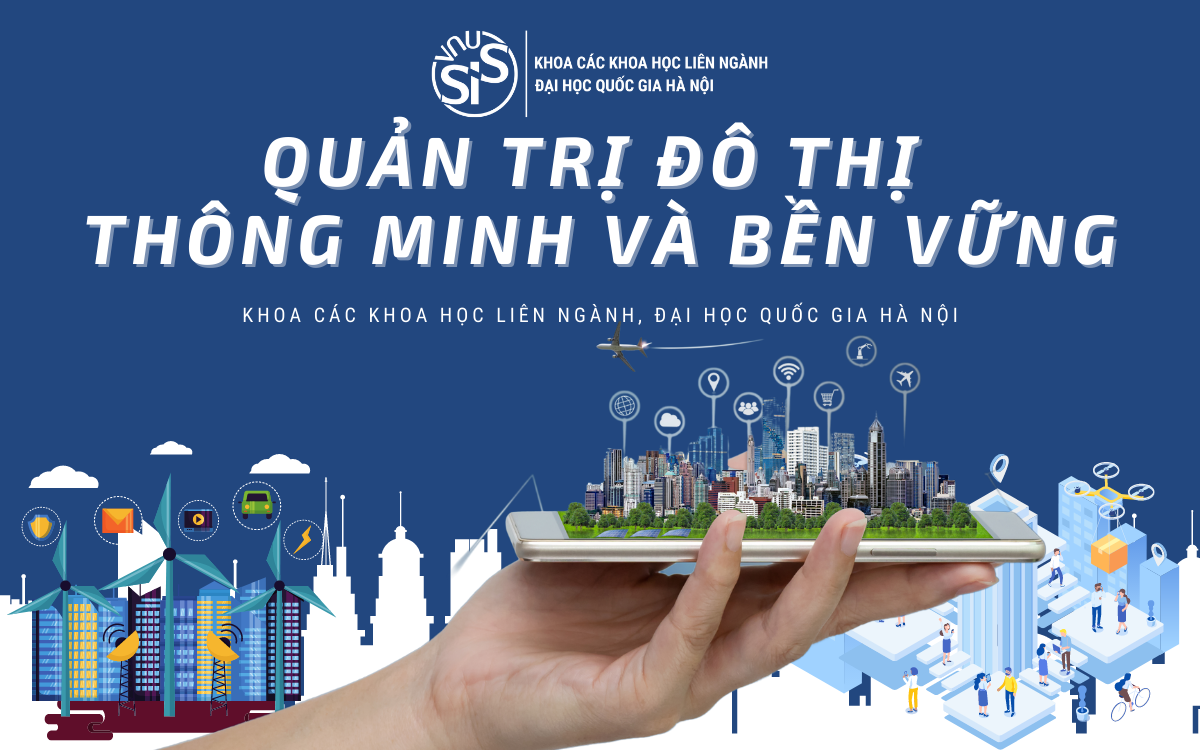 VNU
SiS
KHOA CÁC KHOA HỌC LIÊN NGÀNH
ĐẠI HỌC QUỐC GIA HÀ NỘI
QUẢN TRỊ ĐÔ THỊ
THÔNG MINH VÀ BỀN VỮNG
KHOA CÁC KHOA HỌC LIÊN NGÀNH, ĐẠI HỌC QUỐC GIA HÀ NỘI